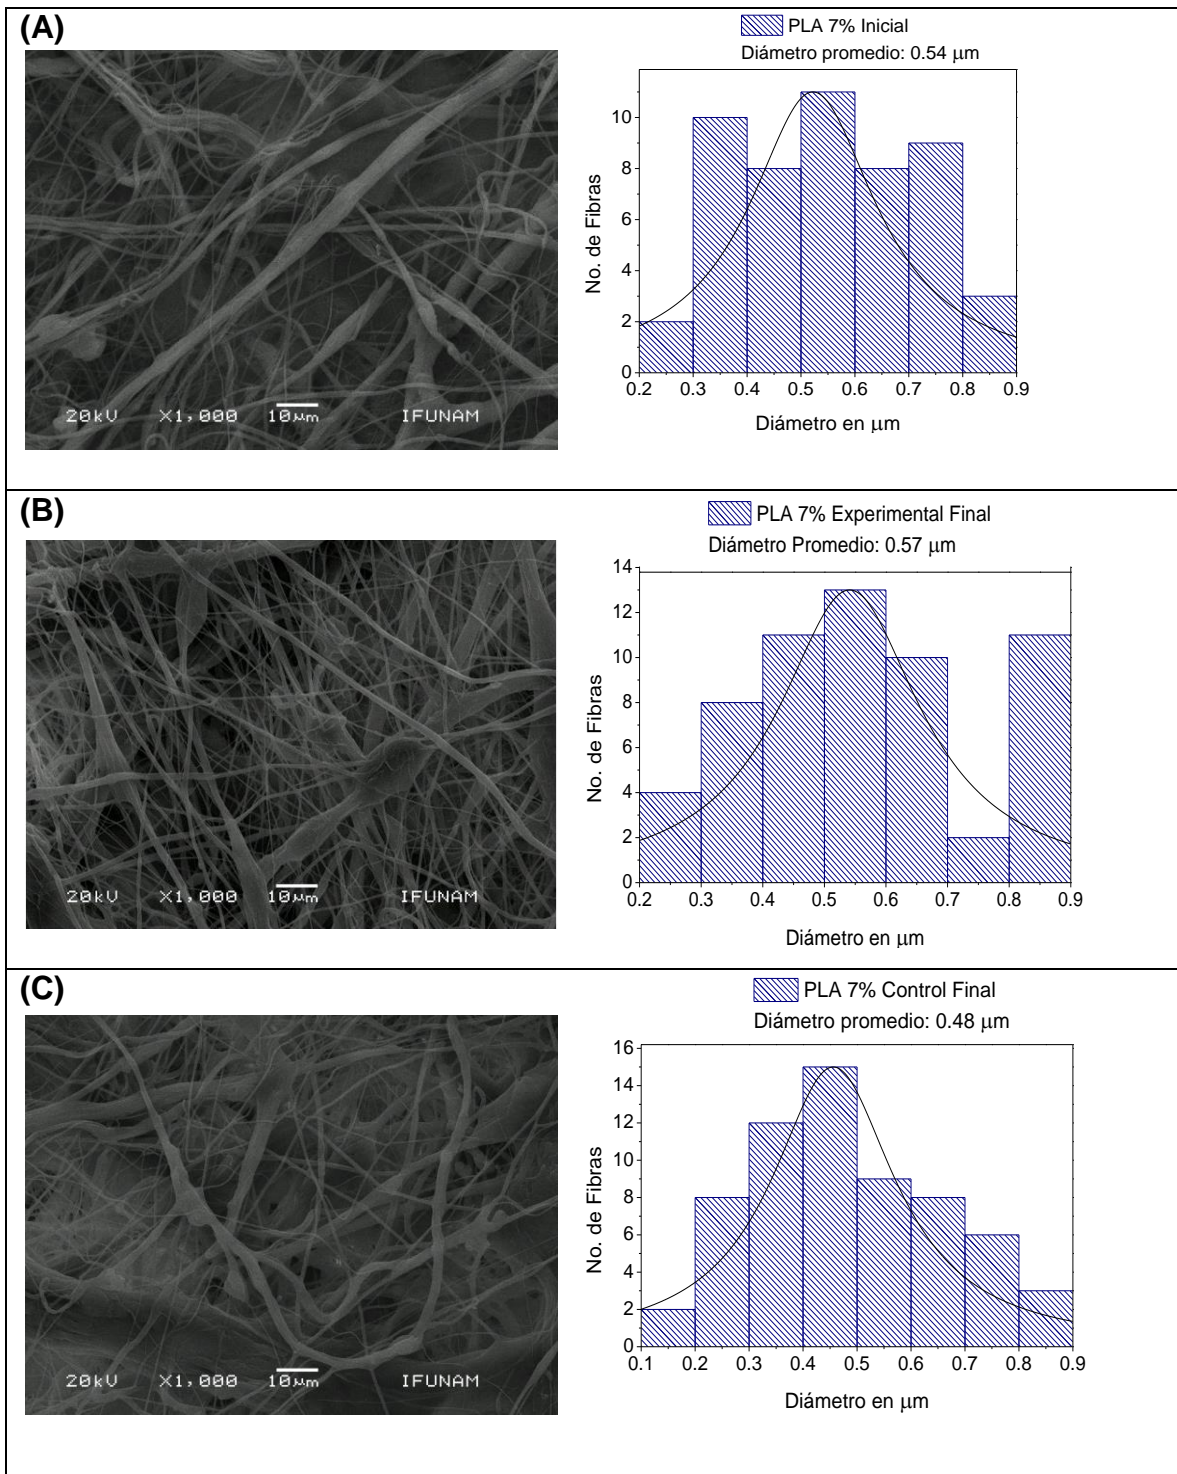 (A)
20kV X1,000 10μm IFUNAM
PLA 7% Inicial
Diámetro promedio: 0.54 μm
No. de Fibras
10
8
6
4
2
0
0.2 0.3 0.4 0.5 0.6 0.7 0.8 0.9
Diámetro en μm
(B)
20kV X1,000 10μm IFUNAM
PLA 7% Experimental Final
Diámetro Promedio: 0.57 μm
No. de Fibras
14
12
10
8
6
4
2
0
0.2 0.3 0.4 0.5 0.6 0.7 0.8 0.9
Diámetro en μm
(C)
20kV X1,000 10μm IFUNAM
PLA 7% Control Final
Diámetro promedio: 0.48 μm
No. de Fibras
16
14
12
10
8
6
4
2
0
0.1 0.2 0.3 0.4 0.5 0.6 0.7 0.8 0.9
Diámetro en μm